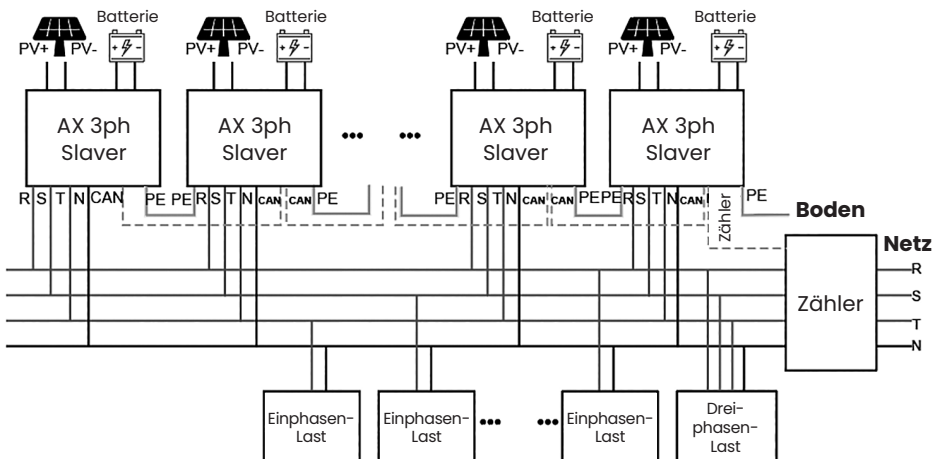 Batterie Batterie Batterie Batterie
PV+ PV- PV+ PV- PV+ PV- PV+ PV-
AX 3ph
Slaver
AX 3ph
Slaver
••• •••
AX 3ph
Slaver
AX 3ph
Slaver
R S T N CAN PE PE R S T N CAN CAN PE PE R S T N CAN CAN PE PE R S T N CAN Zähler PE
Boden
Netz
Zähler
R
S
T
N
Einphasen-
Last
Einphasen-
Last
••• •••
Einphasen-
Last
Drei-
phasen-
Last